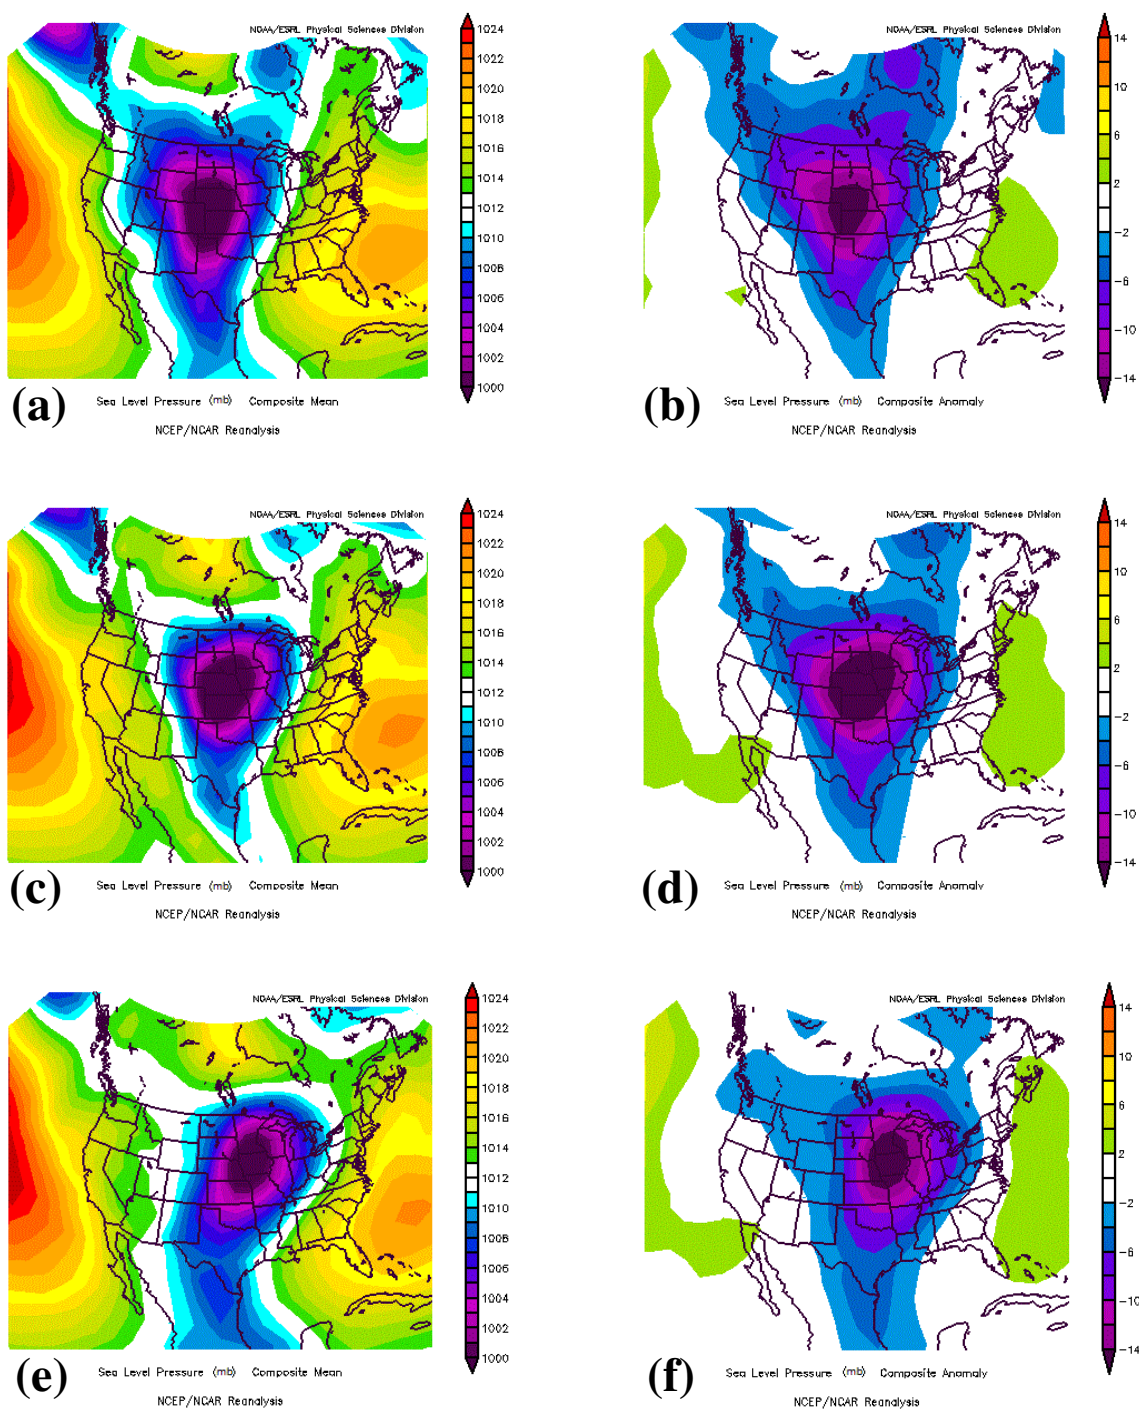 NOAA/ESRL Physical Sciences Division
1024
1022
1020
1018
1016
1014
1012
1010
1008
1006
1004
1002
1000
(a)
Sea Level Pressure (mb) Composite Mean
NCEP/NCAR Reanalysis
NOAA/ESRL Physical Sciences Division
14
10
6
2
-2
-6
-10
-14
(b)
Sea Level Pressure (mb) Composite Anomaly
NCEP/NCAR Reanalysis
NOAA/ESRL Physical Sciences Division
1024
1022
1020
1018
1016
1014
1012
1010
1008
1006
1004
1002
1000
(c)
Sea Level Pressure (mb) Composite Mean
NCEP/NCAR Reanalysis
NOAA/ESRL Physical Sciences Division
14
10
6
2
-2
-6
-10
-14
(d)
Sea Level Pressure (mb) Composite Anomaly
NCEP/NCAR Reanalysis
NOAA/ESRL Physical Sciences Division
1024
1022
1020
1018
1016
1014
1012
1010
1008
1006
1004
1002
1000
(e)
Sea Level Pressure (mb) Composite Mean
NCEP/NCAR Reanalysis
NOAA/ESRL Physical Sciences Division
14
10
6
2
-2
-6
-10
-14
(f)
Sea Level Pressure (mb) Composite Anomaly
NCEP/NCAR Reanalysis